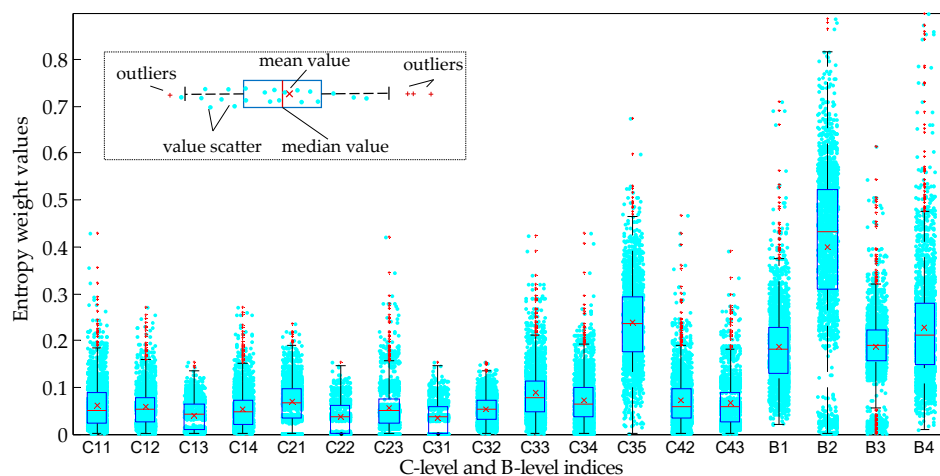 Entropy weight values
0.8
0.7
0.6
0.5
0.4
0.3
0.2
0.1
0
mean value
outliers
outliers
value scatter
median value
C11 C12 C13 C14 C21 C22 C23 C31 C32 C33 C34 C35 C42 C43 B1 B2 B3 B4
C-level and B-level indices